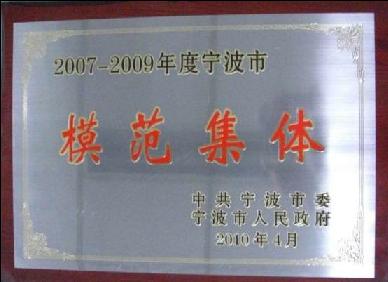 2007-2009年度宁波市
模范集体
中共宁波市委
宁波市人民政府
2010年4月